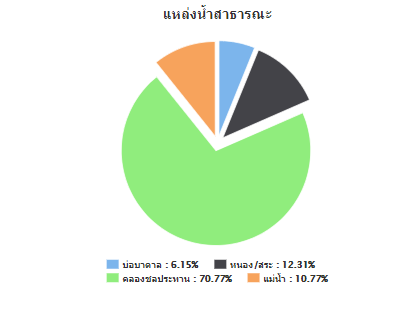 แหล่งน้ำสาธารณะ
บ่อบาดาล : 6.15% หนอง/สระ : 12.31%
คลองชลประทาน : 70.77% แม่น้ำ : 10.77%